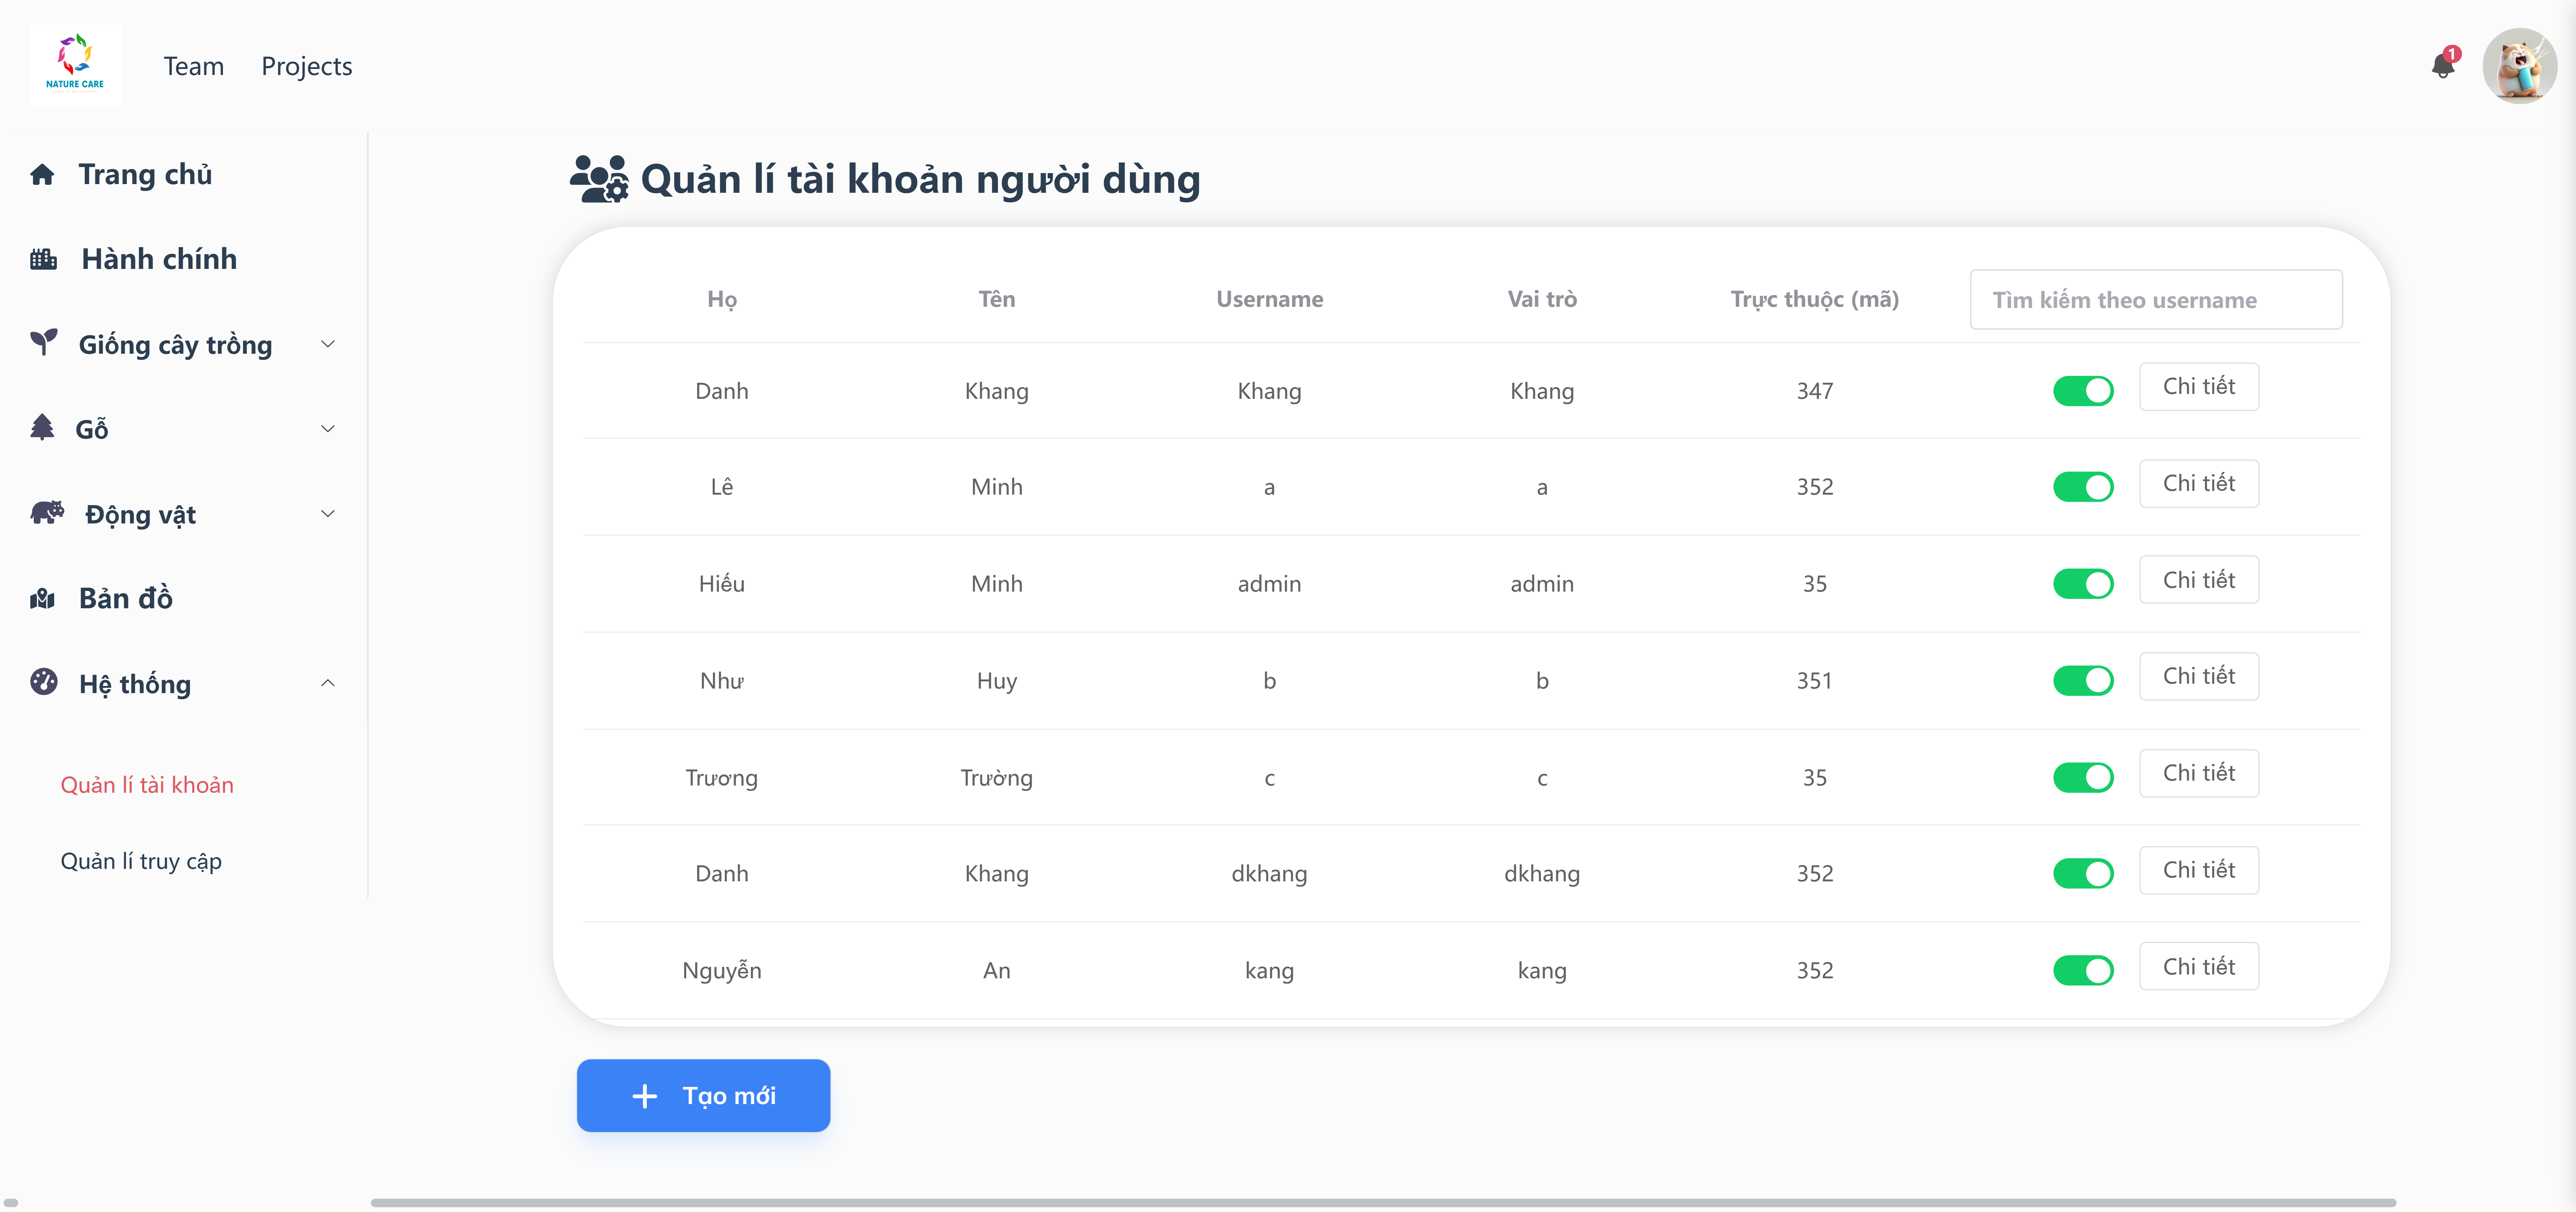 NATURE CARE
Team Projects
1
Trang chủ
Hành chính
Giống cây trồng
Gỗ
Động vật
Bản đồ
Hệ thống
Quản lí tài khoản
Quản lí truy cập
Quản lí tài khoản người dùng
Họ Tên Username Vai trò Trực thuộc (mã) Tìm kiếm theo username
Danh Khang Khang Khang 347 Chi tiết
Lê Minh a a 352 Chi tiết
Hiếu Minh admin admin 35 Chi tiết
Như Huy b b 351 Chi tiết
Trương Trường c c 35 Chi tiết
Danh Khang dkhang dkhang 352 Chi tiết
Nguyễn An kang kang 352 Chi tiết
Tạo mới